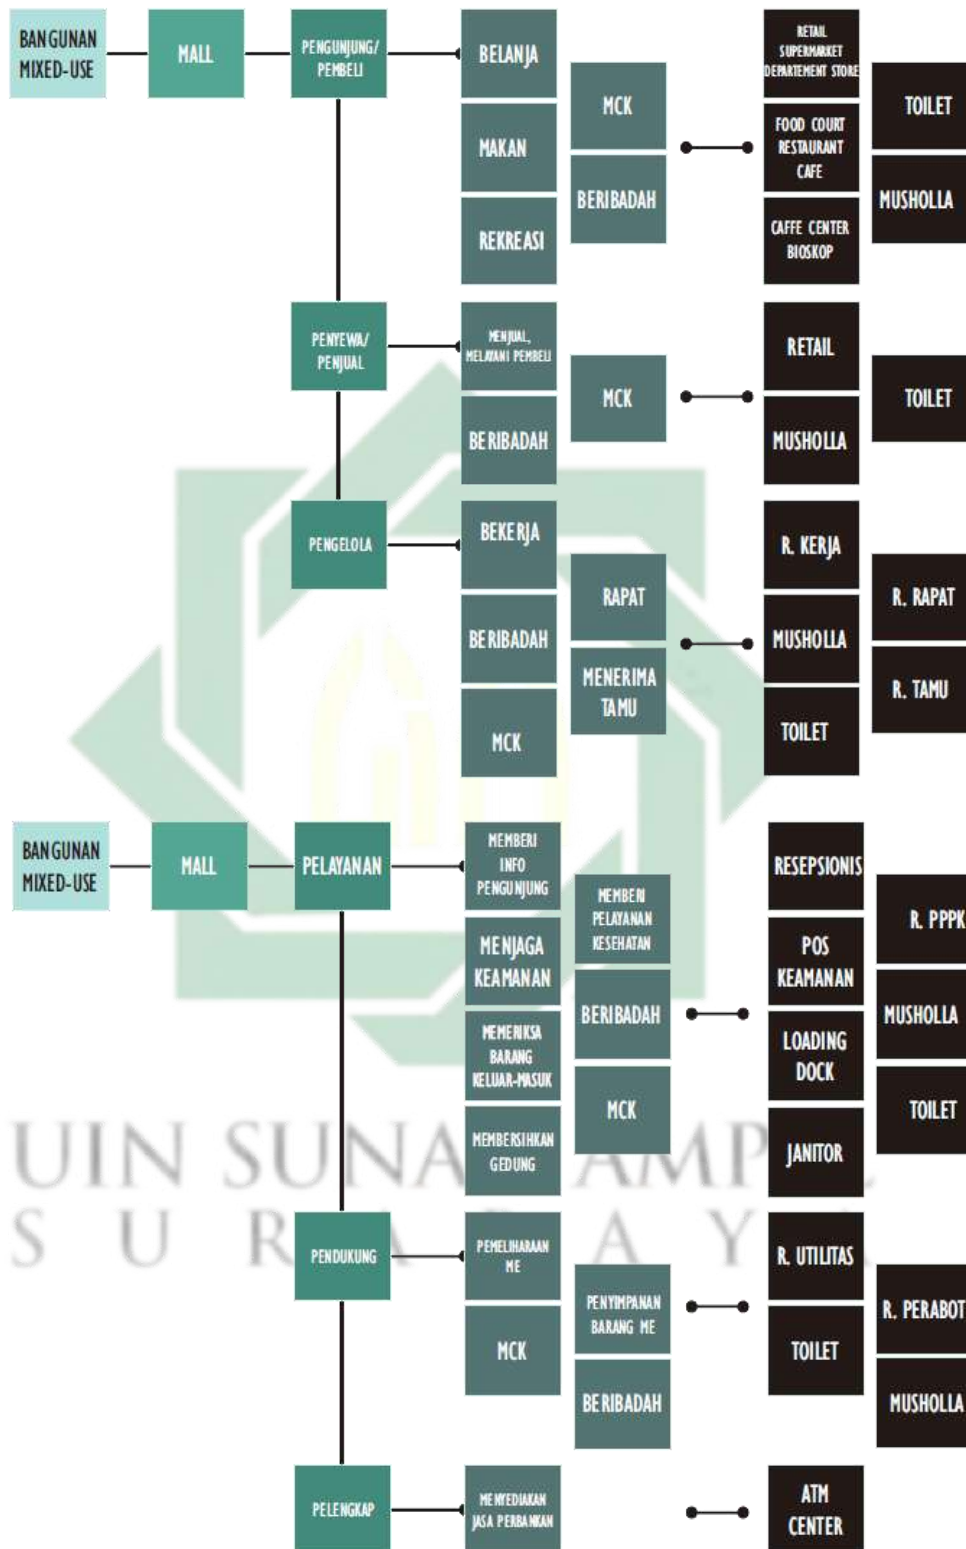 BANGUNAN
MIXED-USE
MALL
PENGUNJUNG/
PEMBELI
BELANJA
MAKAN
REKREASI
MCK
BERIBADAH
RETAIL
SUPERMARKET
DEPARTEMENT STORE
FOOD COURT
RESTAURANT
CAFE
CAFFE CENTER
BIOSKOP
TOILET
MUSHOLLA
PENYEWA/
PENJUAL
MENJUAL,
MELAYANI PEMBELI
BERIBADAH
MCK
RETAIL
MUSHOLLA
TOILET
PENGELOLA
BEKERJA
BERIBADAH
MCK
RAPAT
MENERIMA
TAMU
R. KERJA
MUSHOLLA
TOILET
R. RAPAT
R. TAMU
BANGUNAN
MIXED-USE
MALL
PELAYANAN
MEMBERI
INFO
PENGUNJUNG
MENJAGA
KEAMANAN
MEMERIKSA
BARANG
KELUAR-MASUK
MEMBERSIHKAN
GEDUNG
MEMBERI
PELAYANAN
KESEHATAN
BERIBADAH
MCK
RESEPSIONIS
POS
KEAMANAN
LOADING
DOCK
JANITOR
R. PPPK
MUSHOLLA
TOILET
PENDUKUNG
PEMELIHARAAN
ME
MCK
PENYIMPANAN
BARANG ME
BERIBADAH
R. UTILITAS
TOILET
R. PERABOT
MUSHOLLA
PELENGKAP
MENYEDIAKAN
JASA PERBANKAN
ATM
CENTER